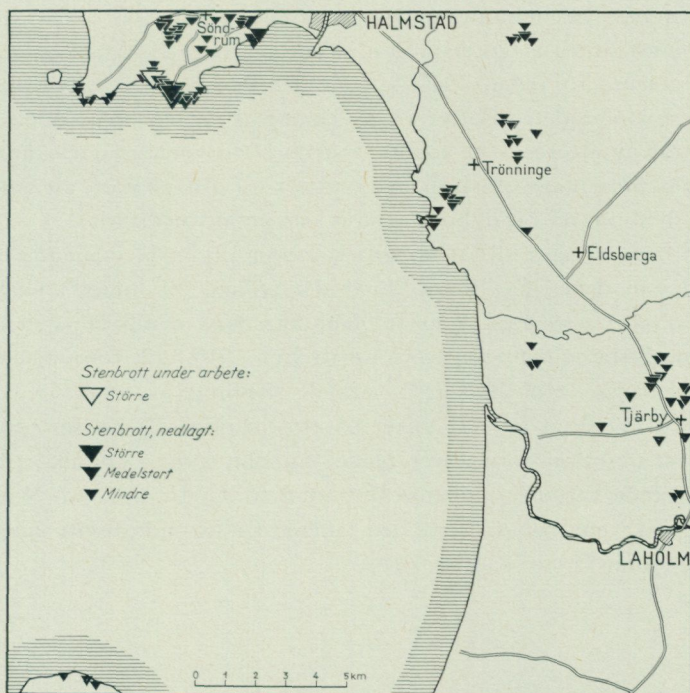 HALMSTAD
Söndrum
Trönninge
Eldsberga
Stenbrott under arbete:
Större
Stenbrott, nedlagt:
Större
Medelstort
Mindre
Tjärby
LAHOLM
0 1 2 3 4 5 km